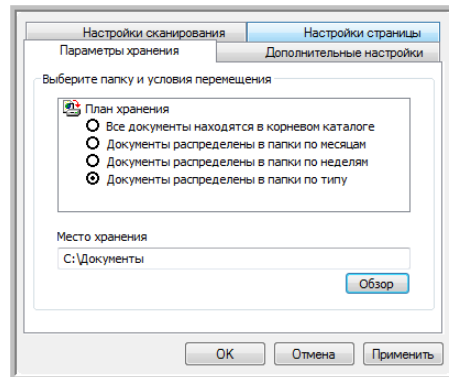 Настройки сканирования
Настройки страницы
Параметры хранения
Дополнительные настройки
Выберите папку и условия перемещения
План хранения
Все документы находятся в корневом каталоге
Документы распределены в папки по месяцам
Документы распределены в папки по неделям
Документы распределены в папки по типу
Место хранения
C:\Документы
Обзор
OK
Отмена
Применить